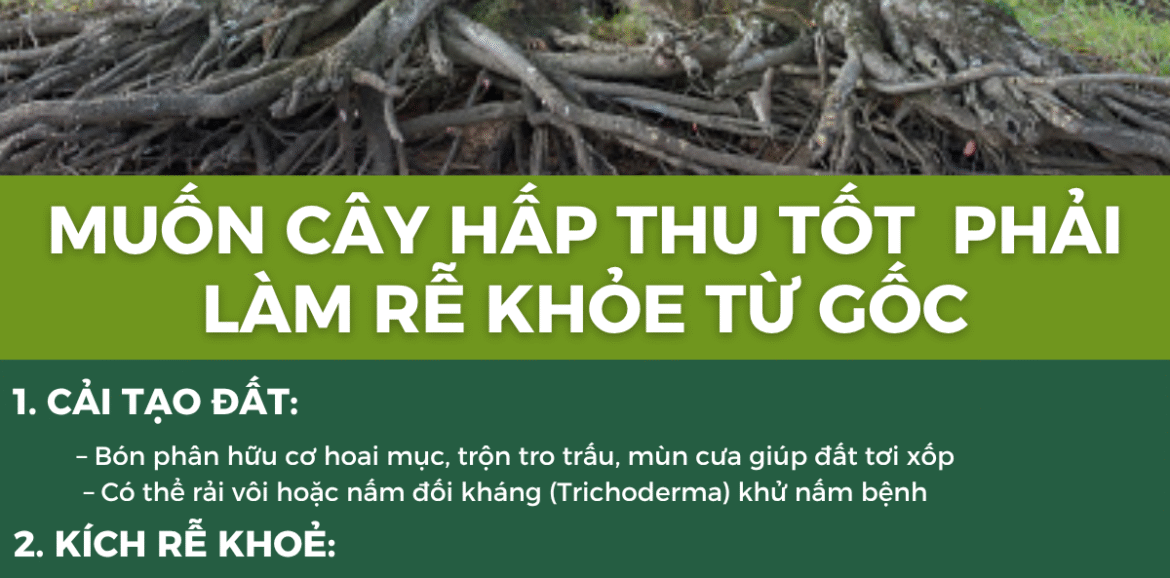 MUỐN CÂY HẤP THU TỐT PHẢI
LÀM RỄ KHỎE TỪ GỐC
1. CẢI TẠO ĐẤT:
– Bón phân hữu cơ hoai mục, trộn tro trấu, mùn cưa giúp đất tơi xốp
– Có thể rải vôi hoặc nấm đối kháng (Trichoderma) khử nấm bệnh
2. KÍCH RỄ KHOẺ: